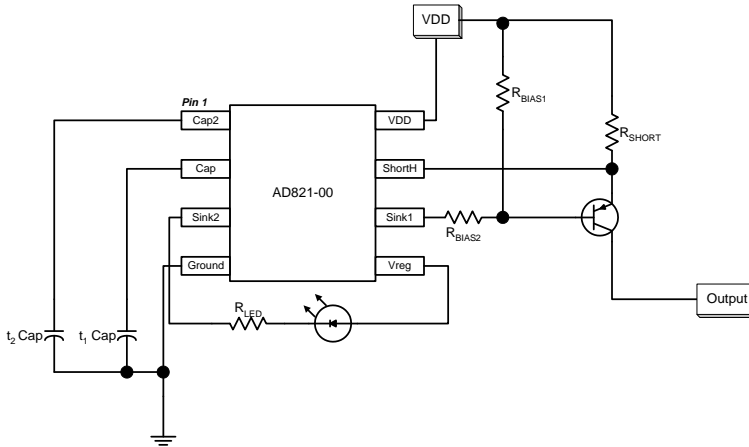 VDD
Pin 1
Cap2
VDD
R_BIAS1
R_SHORT
Cap
ShortH
AD821-00
Sink2
Sink1
R_BIAS2
Ground
Vreg
Output
R_LED
t_2 Cap
t_1 Cap